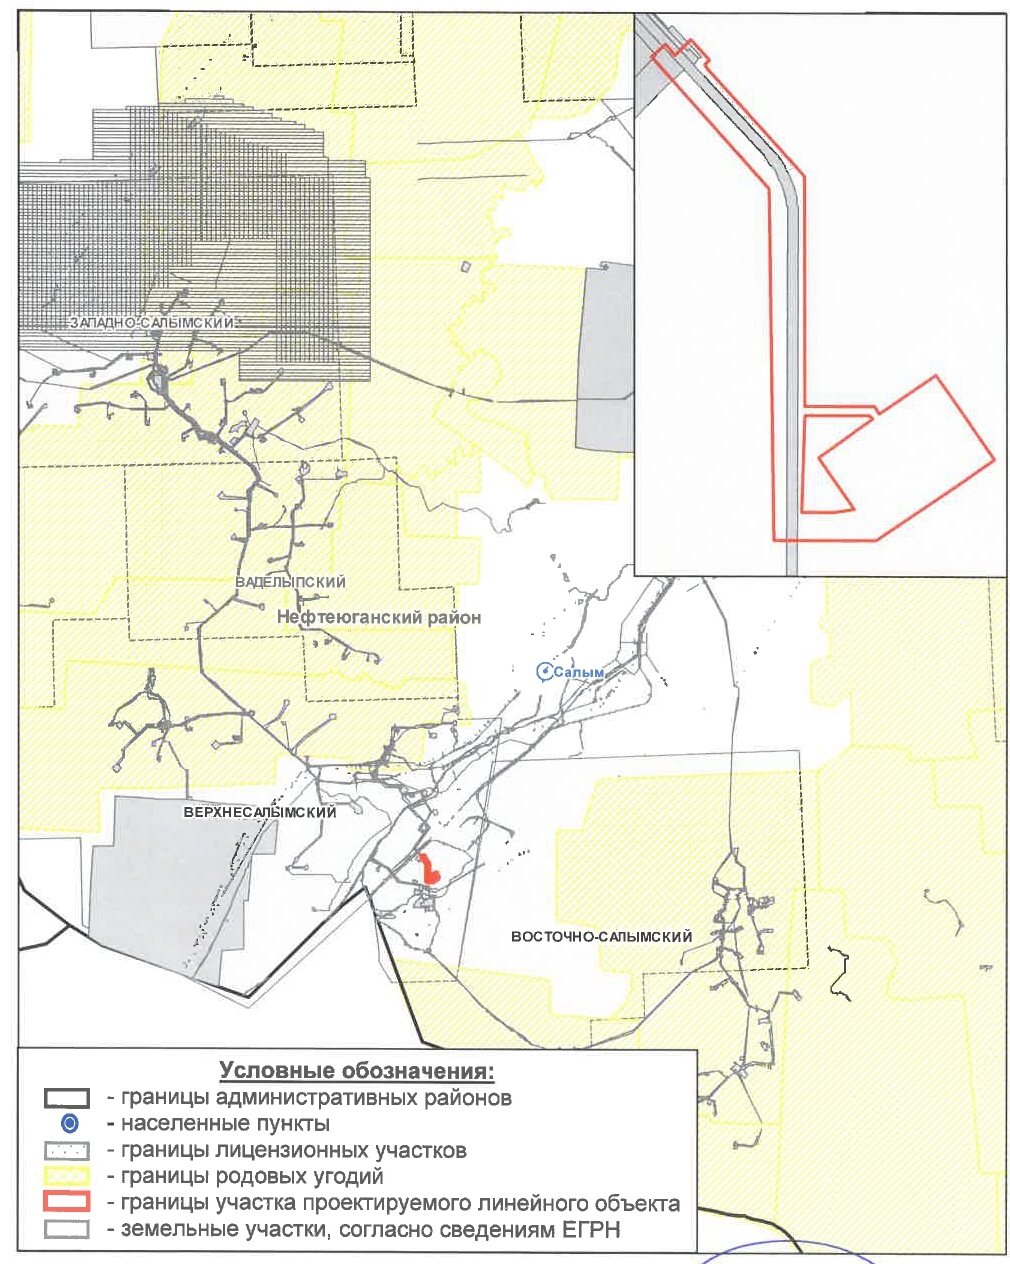 ЗАПАДНО-САЛЫМСКИЙ
ВАДЕЛЫПСКИЙ
Нефтеюганский район
Салым
ВЕРХНЕСАЛЫМСКИЙ
ВОСТОЧНО-САЛЫМСКИЙ
Условные обозначения:
- границы административных районов
- населенные пункты
- границы лицензионных участков
- границы родовых угодий
- границы участка проектируемого линейного объекта
- земельные участки, согласно сведениям ЕГРН